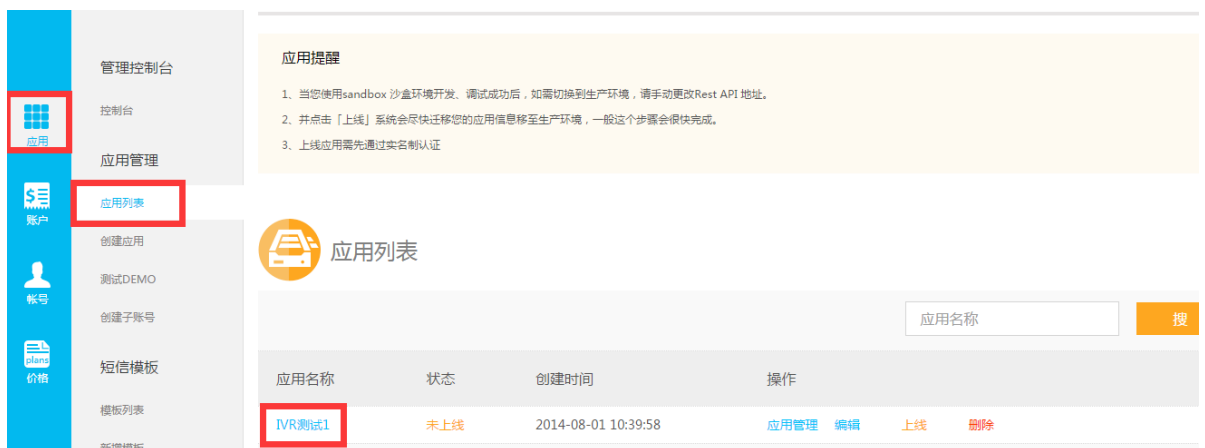 应用
账户
帐号
plans
价格
管理控制台
控制台
应用管理
应用列表
创建应用
测试DEMO
创建子账号
短信模板
模板列表
新增模板
应用提醒
1、当您使用sandbox 沙盒环境开发、调试成功后，如需切换到生产环境，请手动更改Rest API 地址。
2、并点击「上线」系统会尽快迁移您的应用信息移至生产环境，一般这个步骤会很快完成。
3、上线应用需先通过实名制认证
应用列表
应用名称 搜
应用名称 状态 创建时间 操作
IVR测试1 未上线 2014-08-01 10:39:58 应用管理 编辑 上线 删除